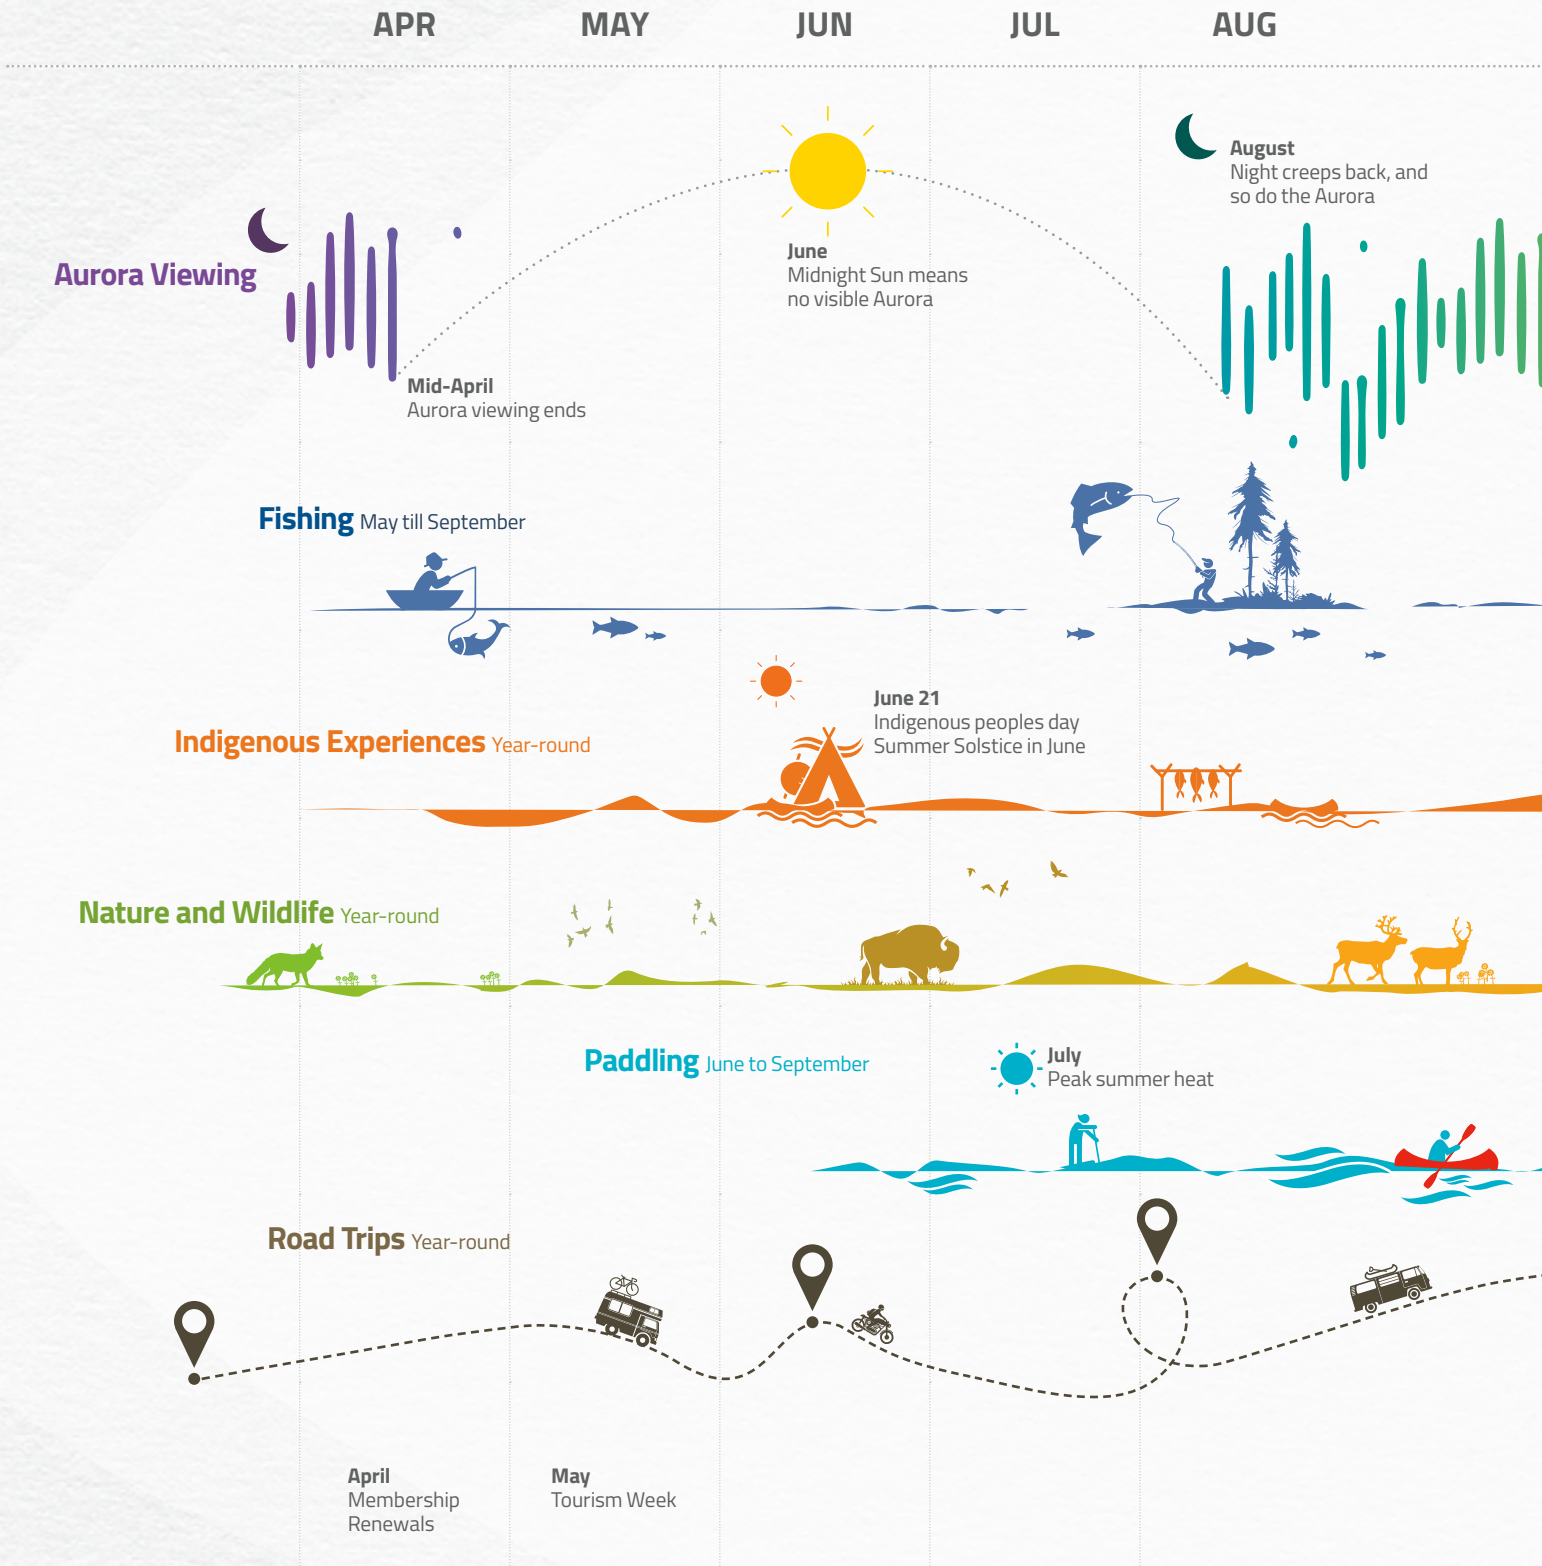 APR MAY JUN JUL AUG
August
Night creeps back, and
so do the Aurora
June
Midnight Sun means
no visible Aurora
Aurora Viewing
Mid-April
Aurora viewing ends
Fishing May till September
June 21
Indigenous peoples day
Summer Solstice in June
Indigenous Experiences Year-round
Nature and Wildlife Year-round
Paddling June to September
July
Peak summer heat
Road Trips Year-round
April
Membership
Renewals
May
Tourism Week